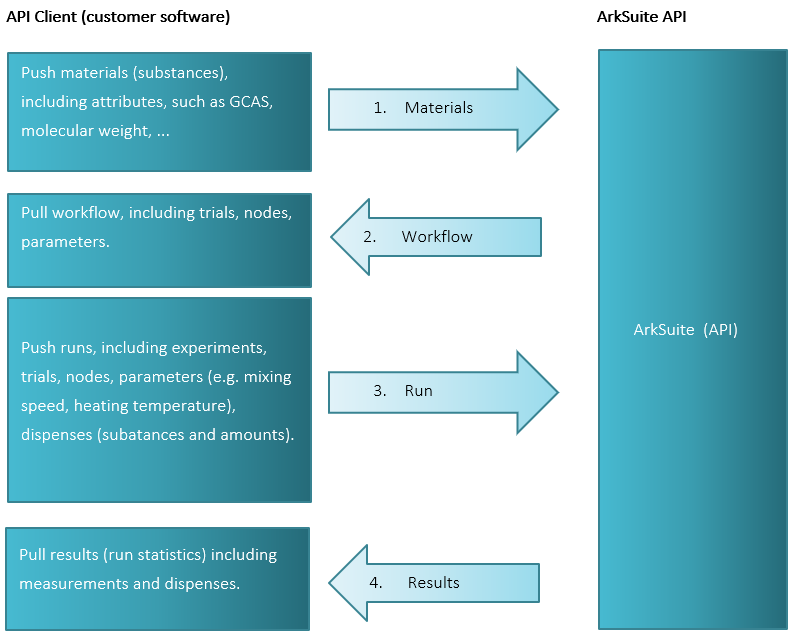 API Client (customer software)
ArkSuite API
Push materials (substances),
including attributes, such as GCAS,
molecular weight, ...
1. Materials
Pull workflow, including trials, nodes,
parameters.
2. Workflow
Push runs, including experiments,
trials, nodes, parameters (e.g. mixing
speed, heating temperature),
dispenses (subatances and amounts).
3. Run
ArkSuite (API)
Pull results (run statistics) including
measurements and dispenses.
4. Results